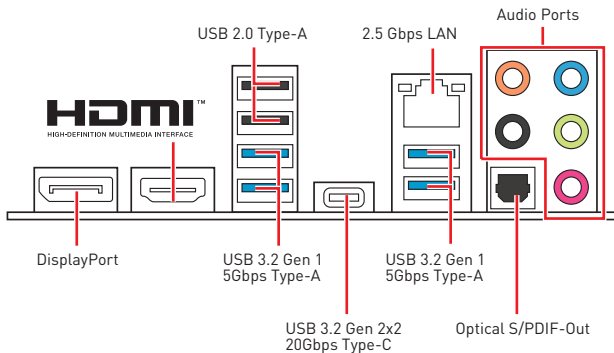 Audio Ports
USB 2.0 Type-A
2.5 Gbps LAN
HDMI™
HIGH-DEFINITION MULTIMEDIA INTERFACE
DisplayPort
USB 3.2 Gen 1
5Gbps Type-A
USB 3.2 Gen 1
5Gbps Type-A
USB 3.2 Gen 2x2
20Gbps Type-C
Optical S/PDIF-Out